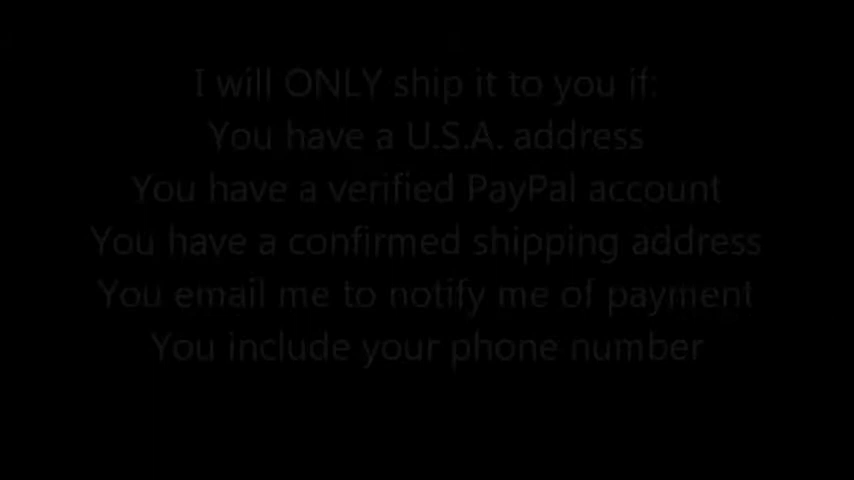 I will ONLY ship it to you if:
You have a U.S.A. address
You have a verified PayPal account
You have a confirmed shipping address
You email me to notify me of payment
You include your phone number